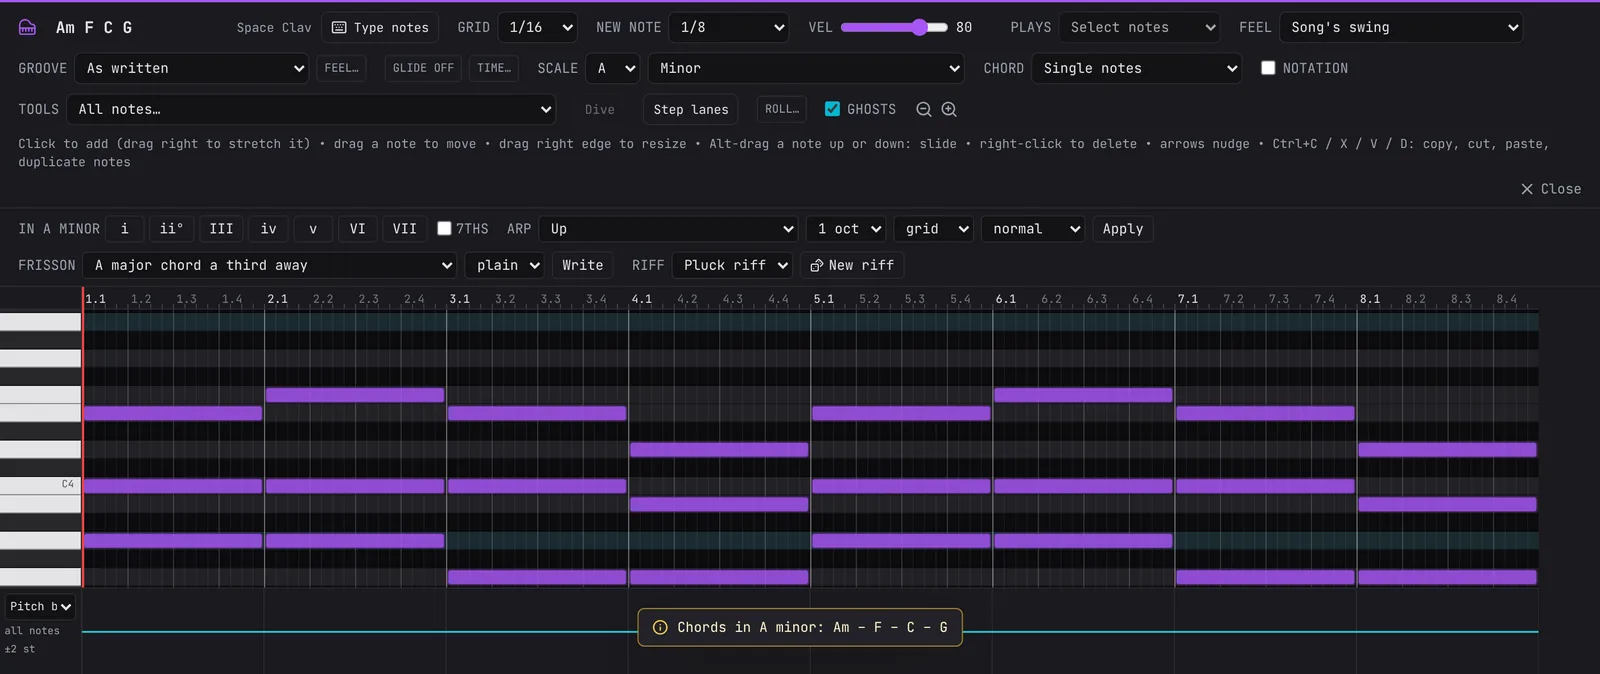 Am F C G Space Clav Type notes GRID 1/16 NEW NOTE 1/8 VEL 80 PLAYS Select notes FEEL Song's swing
GROOVE As written FEEL… GLIDE OFF TIME… SCALE A Minor CHORD Single notes NOTATION
TOOLS All notes… Dive Step lanes ROLL… GHOSTS
Click to add (drag right to stretch it) • drag a note to move • drag right edge to resize • Alt-drag a note up or down: slide • right-click to delete • arrows nudge • Ctrl+C / X / V / D: copy, cut, paste,
duplicate notes
Close
IN A MINOR i ii° III iv v VI VII 7THS ARP Up 1 oct grid normal Apply
FRISSON A major chord a third away plain Write RIFF Pluck riff New riff
1.1 1.2 1.3 1.4 2.1 2.2 2.3 2.4 3.1 3.2 3.3 3.4 4.1 4.2 4.3 4.4 5.1 5.2 5.3 5.4 6.1 6.2 6.3 6.4 7.1 7.2 7.3 7.4 8.1 8.2 8.3 8.4
C4
Pitch b
all notes
±2 st
Chords in A minor: Am – F – C – G